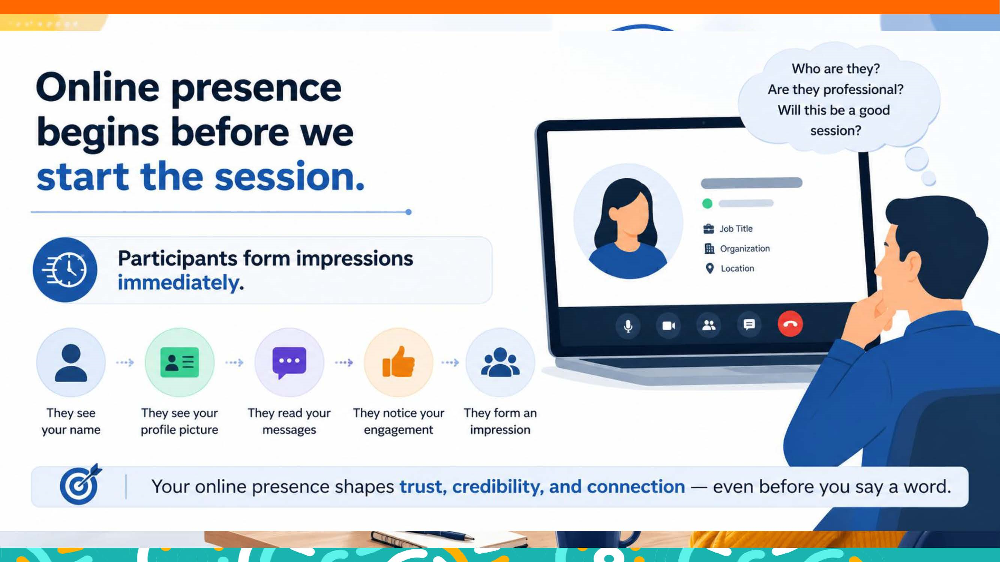 Online presence
begins before we
start the session.
Participants form impressions
immediately.
They see
your name
They see your
profile picture
They read your
messages
They notice your
engagement
They form an
impression
Who are they?
Are they professional?
Will this be a good
session?
Job Title
Organization
Location
Your online presence shapes trust, credibility, and connection — even before you say a word.